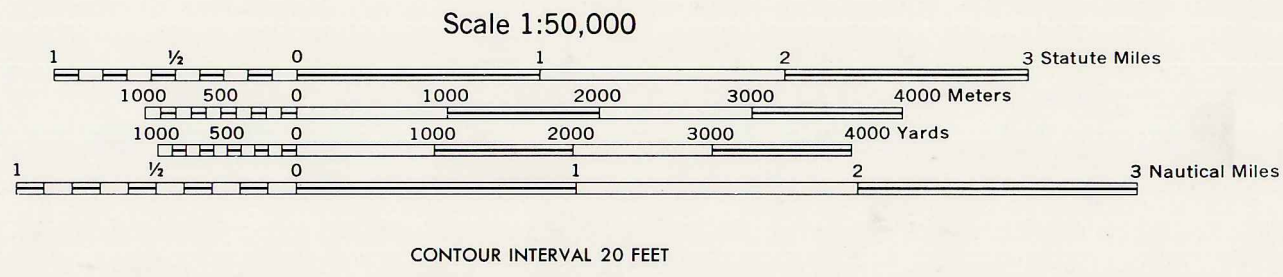 Scale 1:50,000
1 ½ 0 1 2 3 Statute Miles
1000 500 0 1000 2000 3000 4000 Meters
1000 500 0 1000 2000 3000 4000 Yards
1 ½ 0 1 2 3 Nautical Miles
CONTOUR INTERVAL 20 FEET